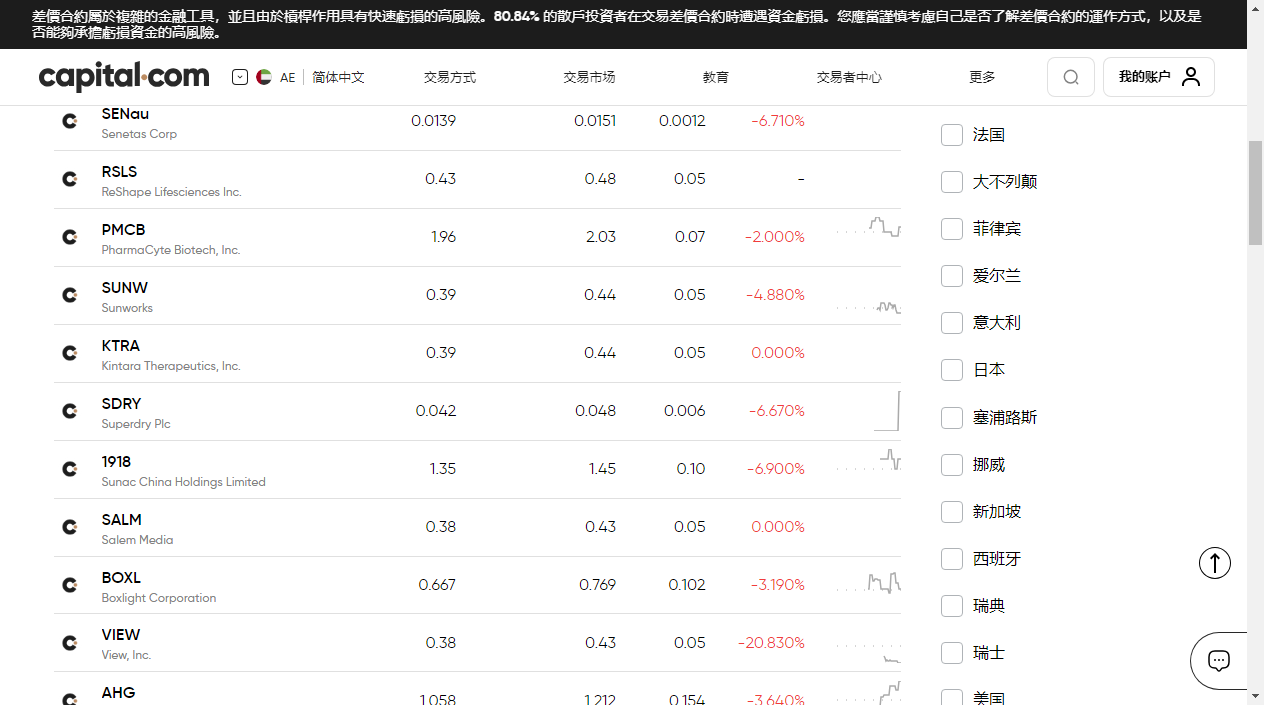 差價合約屬於複雜的金融工具，並且由於槓桿作用具有快速虧損的高風險。80.84% 的散戶投資者在交易差價合約時遭遇資金虧損。您應當謹慎考慮自己是否了解差價合約的運作方式，以及是
否能夠承擔虧損資金的高風險。
capital.com AE 简体中文 交易方式 交易市场 教育 交易者中心 更多 我的账户
SENau 0.0139 0.0151 0.0012 -6.710%
Senetas Corp
RSLS 0.43 0.48 0.05 -
ReShape Lifesciences Inc.
PMCB 1.96 2.03 0.07 -2.000%
PharmaCyte Biotech, Inc.
SUNW 0.39 0.44 0.05 -4.880%
Sunworks
KTRA 0.39 0.44 0.05 0.000%
Kintara Therapeutics, Inc.
SDRY 0.042 0.048 0.006 -6.670%
Superdry Plc
1918 1.35 1.45 0.10 -6.900%
Sunac China Holdings Limited
SALM 0.38 0.43 0.05 0.000%
Salem Media
BOXL 0.667 0.769 0.102 -3.190%
Boxlight Corporation
VIEW 0.38 0.43 0.05 -20.830%
View, Inc.
AHG 1.058 1.212 0.154 -3.640%
法国
大不列颠
菲律宾
爱尔兰
意大利
日本
塞浦路斯
挪威
新加坡
西班牙
瑞典
瑞士
美国